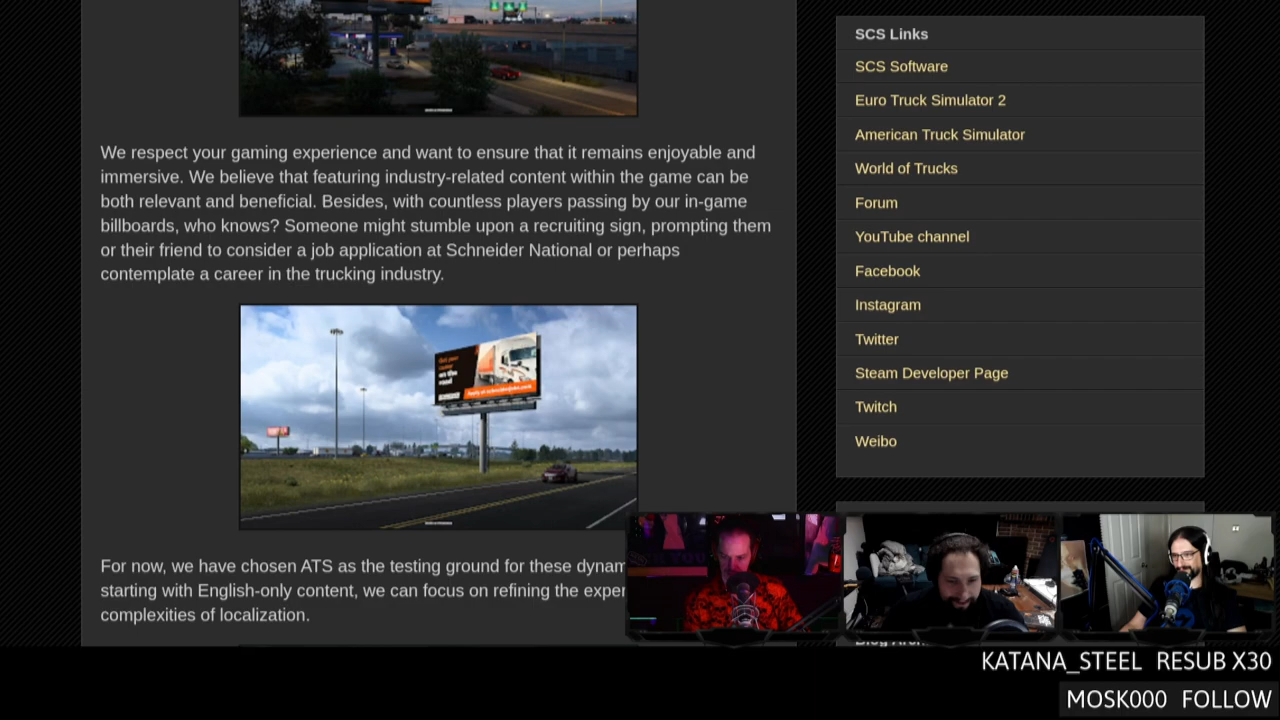 We respect your gaming experience and want to ensure that it remains enjoyable and
immersive. We believe that featuring industry-related content within the game can be
both relevant and beneficial. Besides, with countless players passing by our in-game
billboards, who knows? Someone might stumble upon a recruiting sign, prompting them
or their friend to consider a job application at Schneider National or perhaps
contemplate a career in the trucking industry.
on the
For now, we have chosen ATS as the testing ground for these
starting with English-only content, we can focus on refining the
complexities of localization.
SCS Links
SCS Software
Euro Truck Simulator 2
American Truck Simulator
World of Trucks
Forum
YouTube channel
Facebook
Instagram
Twitter
Steam Developer Page
Twitch
Weibo
KATANA_STEEL RESUB X30
MOSK000 FOLLOW